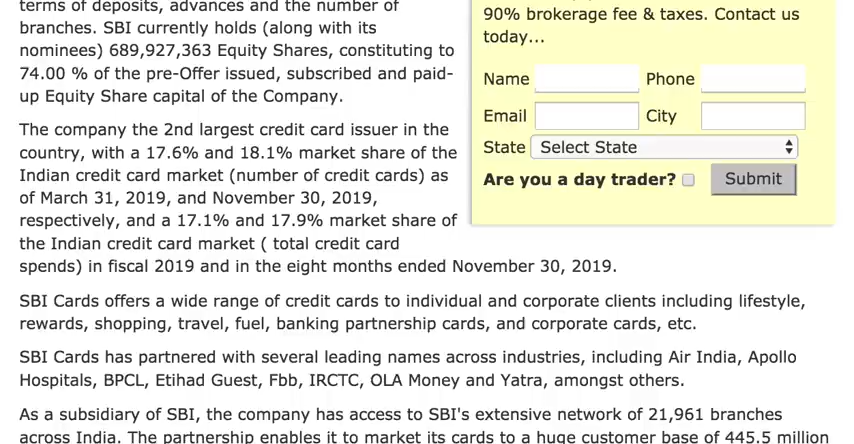 terms of deposits, advances and the number of
branches. SBI currently holds (along with its
nominees) 689,927,363 Equity Shares, constituting to
74.00 % of the pre-Offer issued, subscribed and paid-
up Equity Share capital of the Company.
The company the 2nd largest credit card issuer in the
country, with a 17.6% and 18.1% market share of the
Indian credit card market (number of credit cards) as
of March 31, 2019, and November 30, 2019,
respectively, and a 17.1% and 17.9% market share of
the Indian credit card market ( total credit card
spends) in fiscal 2019 and in the eight months ended November 30, 2019.
SBI Cards offers a wide range of credit cards to individual and corporate clients including lifestyle,
rewards, shopping, travel, fuel, banking partnership cards, and corporate cards, etc.
SBI Cards has partnered with several leading names across industries, including Air India, Apollo
Hospitals, BPCL, Etihad Guest, Fbb, IRCTC, OLA Money and Yatra, amongst others.
As a subsidiary of SBI, the company has access to SBI's extensive network of 21,961 branches
across India. The partnership enables it to market its cards to a huge customer base of 445.5 million
90% brokerage fee & taxes. Contact us
today...
Name Phone
Email City
State Select State
Are you a day trader? Submit